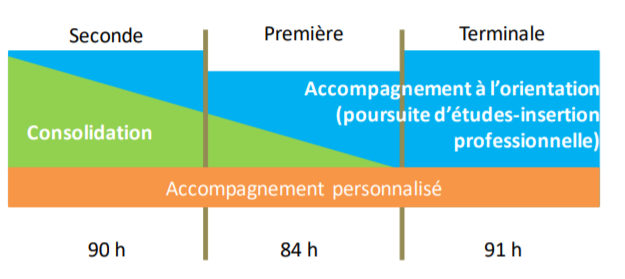 Seconde Première Terminale
Accompagnement à l’orientation
(poursuite d’études-insertion
professionnelle)
Consolidation
Accompagnement personnalisé
90 h 84 h 91 h